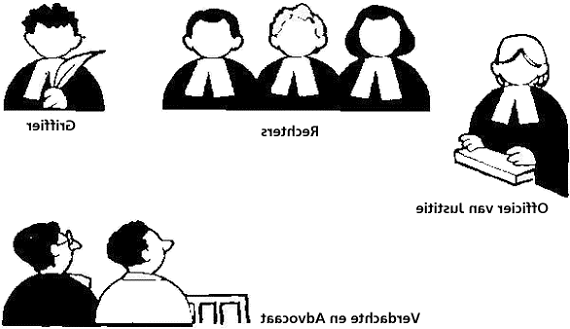 Griffier
Rechters
Officier van Justitie
Verdachte en Advocaat